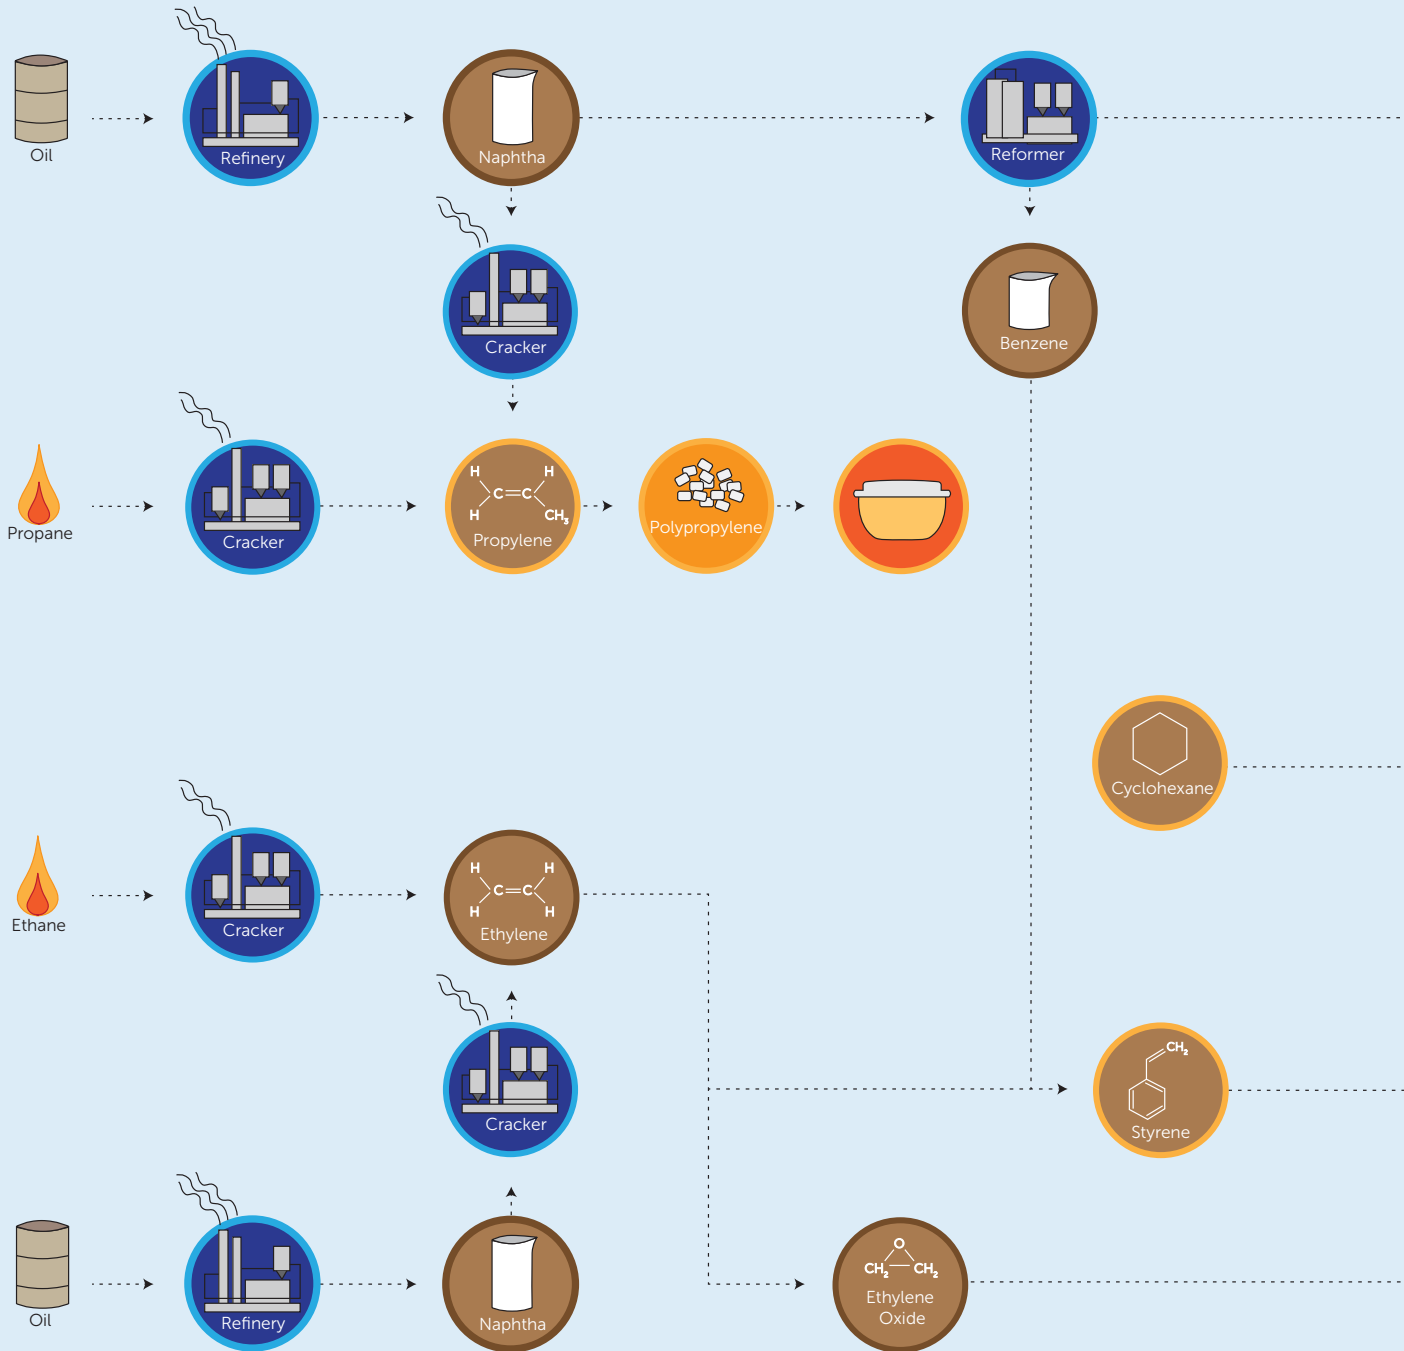 Oil
Refinery
Naphtha
Reformer
Cracker
Benzene
Propane
Cracker
H
H
C=C
H
CH3
Propylene
Polypropylene
Cyclohexane
Ethane
Cracker
H
H
C=C
H
H
Ethylene
Cracker
CH2
Styrene
Oil
Refinery
Naphtha
O
CH2
CH2
Ethylene
Oxide